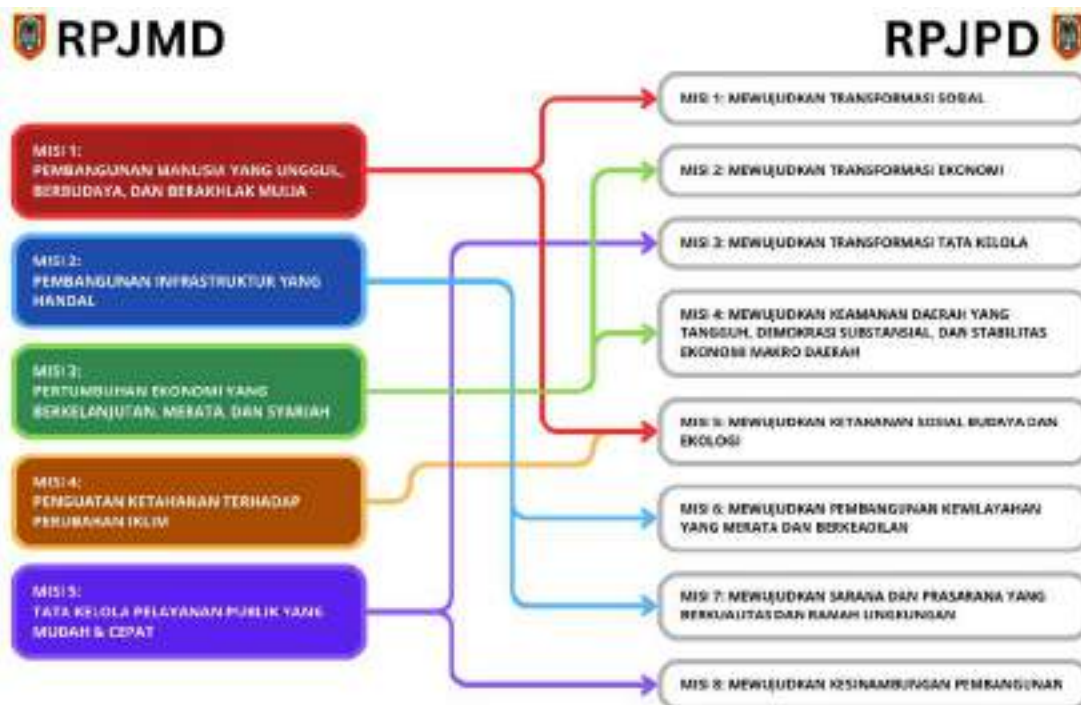 RPJMD
RPJPD
MISI 1:
PEMBANGUNAN MANUSIA YANG UNGGUL,
BERBUDAYA, DAN BERAKHLAK MULIA
MISI 2:
PEMBANGUNAN INFRASTRUKTUR YANG
HANDAL
MISI 3:
PERTUMBUHAN EKONOMI YANG
BERKELANJUTAN, MERATA, DAN SYARIAH
MISI 4:
PENGUATAN KETAHANAN TERHADAP
PERUBAHAN IKLIM
MISI 5:
TATA KELOLA PELAYANAN PUBLIK YANG
MUDAH & CEPAT
MISI 1: MEWUJUDKAN TRANSFORMASI SOSIAL
MISI 2: MEWUJUDKAN TRANSFORMASI EKONOMI
MISI 3: MEWUJUDKAN TRANSFORMASI TATA KELOLA
MISI 4: MEWUJUDKAN KEAMANAN DAERAH YANG
TANGGUH, DEMOKRASI SUBSTANSIAL, DAN STABILITAS
EKONOMI MAKRO DAERAH
MISI 5: MEWUJUDKAN KETAHANAN SOSIAL BUDAYA DAN
EKOLOGI
MISI 6: MEWUJUDKAN PEMBANGUNAN KEWILAYAHAN
YANG MERATA DAN BERKEADILAN
MISI 7: MEWUJUDKAN SARANA DAN PRASARANA YANG
BERKUALITAS DAN RAMAH LINGKUNGAN
MISI 8: MEWUJUDKAN KESINAMBUNGAN PEMBANGUNAN